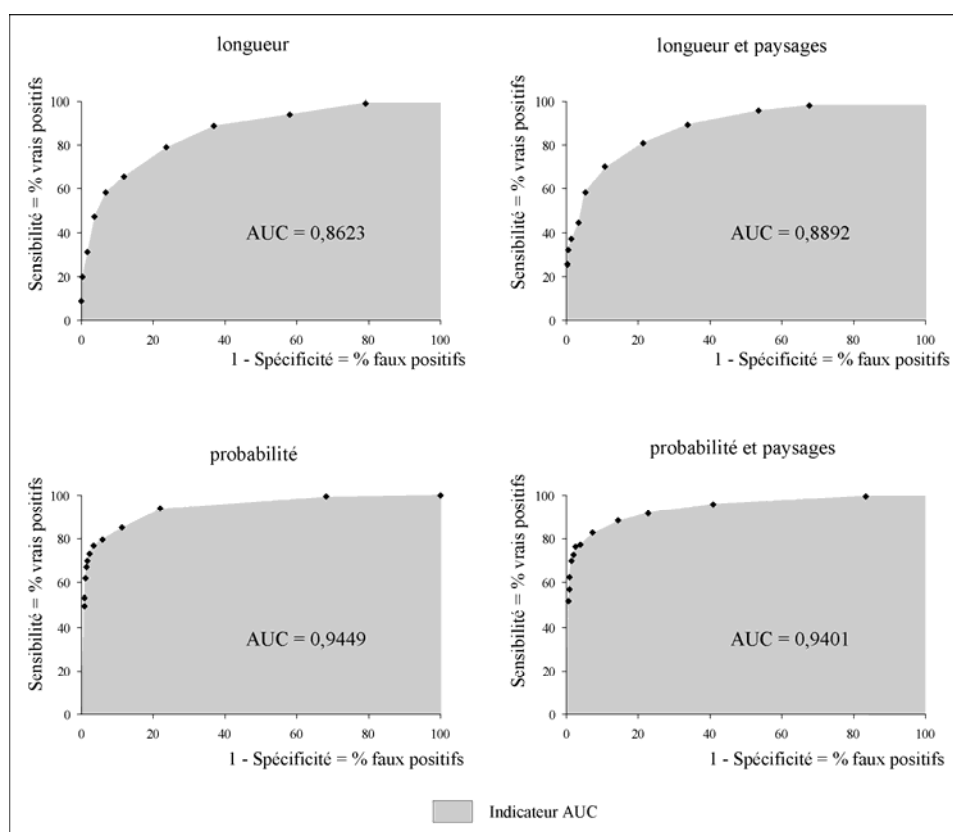 longueur
Sensibilité = % vrais positifs
100
80
60
40
20
0
AUC = 0,8623
0 20 40 60 80 100
1 - Spécificité = % faux positifs
longueur et paysages
Sensibilité = % vrais positifs
100
80
60
40
20
0
AUC = 0,8892
0 20 40 60 80 100
1 - Spécificité = % faux positifs
probabilité
Sensibilité = % vrais positifs
100
80
60
40
20
0
AUC = 0,9449
0 20 40 60 80 100
1 - Spécificité = % faux positifs
probabilité et paysages
Sensibilité = % vrais positifs
100
80
60
40
20
0
AUC = 0,9401
0 20 40 60 80 100
1 - Spécificité = % faux positifs
Indicateur AUC